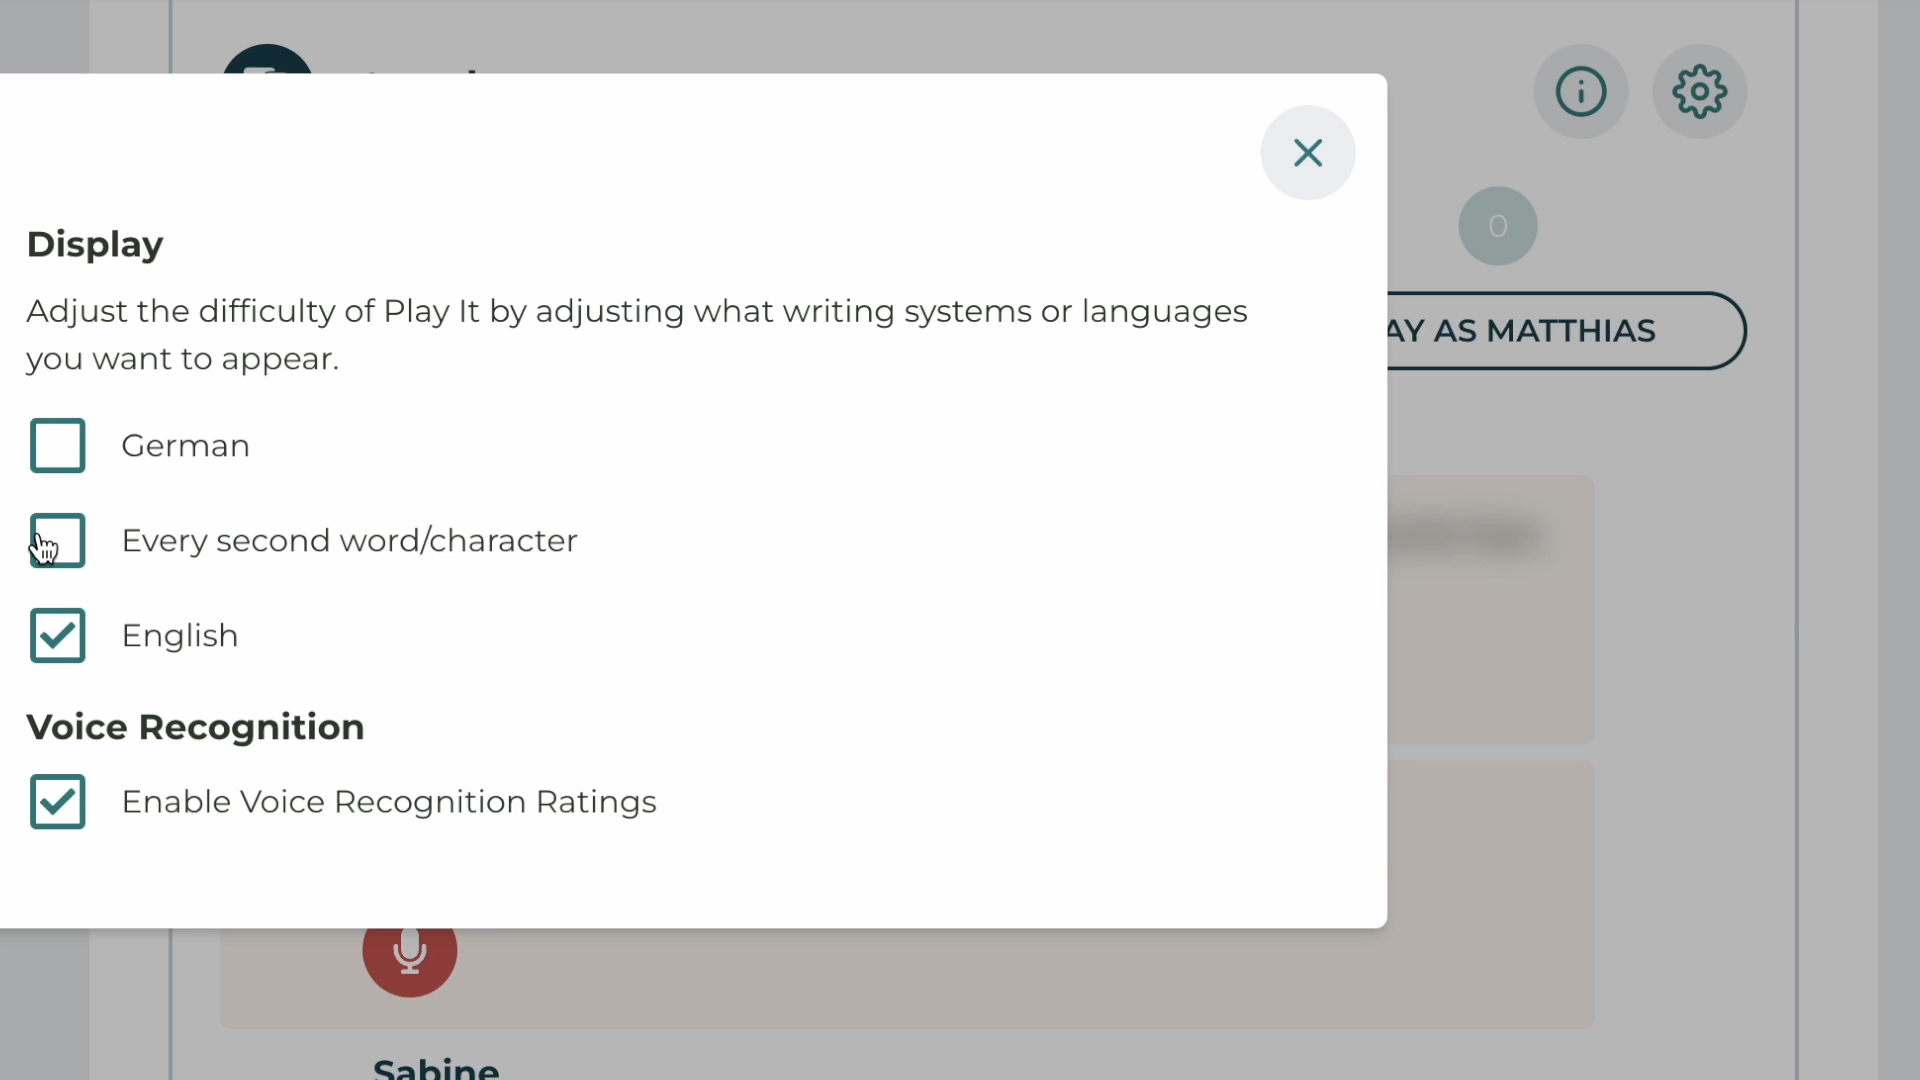 0
AY AS MATTHIAS
Display
Adjust the difficulty of Play It by adjusting what writing systems or languages
you want to appear.
German
Every second word/character
English
Voice Recognition
Enable Voice Recognition Ratings
Sabine